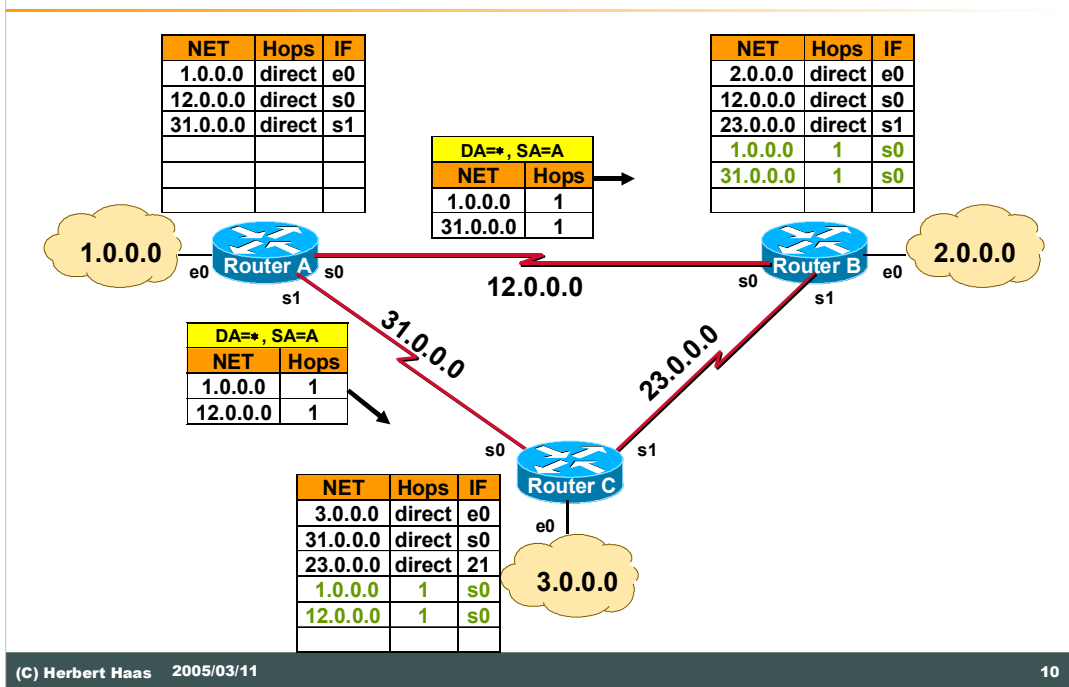 NET Hops IF
1.0.0.0 direct e0
12.0.0.0 direct s0
31.0.0.0 direct s1
NET Hops IF
2.0.0.0 direct e0
12.0.0.0 direct s0
23.0.0.0 direct s1
1.0.0.0 1 s0
31.0.0.0 1 s0
DA=*, SA=A
NET Hops
1.0.0.0 1
31.0.0.0 1
1.0.0.0
e0
Router A
s0
s1
12.0.0.0
s0
Router B
s1
e0
2.0.0.0
DA=*, SA=A
NET Hops
1.0.0.0 1
12.0.0.0 1
31.0.0.0
23.0.0.0
s0
Router C
s1
e0
3.0.0.0
NET Hops IF
3.0.0.0 direct e0
31.0.0.0 direct s0
23.0.0.0 direct 21
1.0.0.0 1 s0
12.0.0.0 1 s0
(C) Herbert Haas 2005/03/11 10